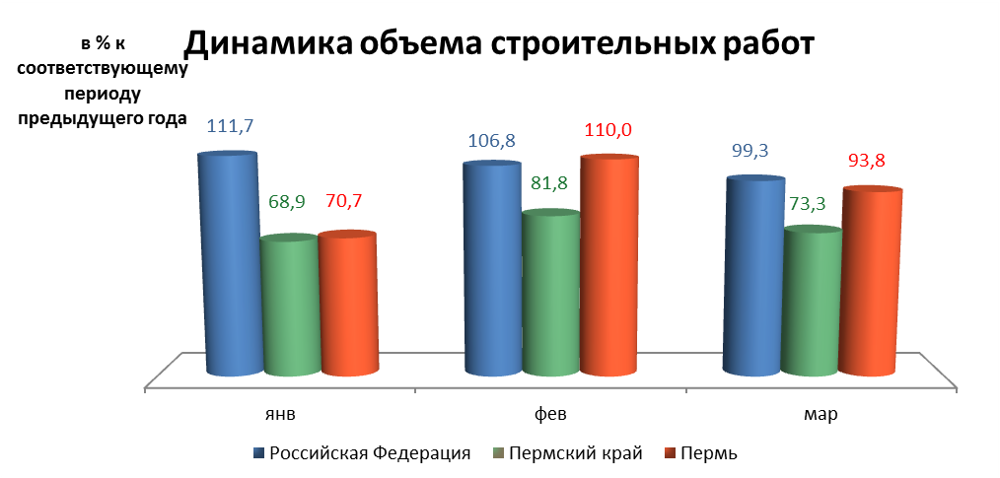 Динамика объема строительных работ
в % к
соответствующему
периоду
предыдущего года
111,7
68,9
70,7
106,8
81,8
110,0
99,3
73,3
93,8
янв
фев
мар
Российская Федерация
Пермский край
Пермь